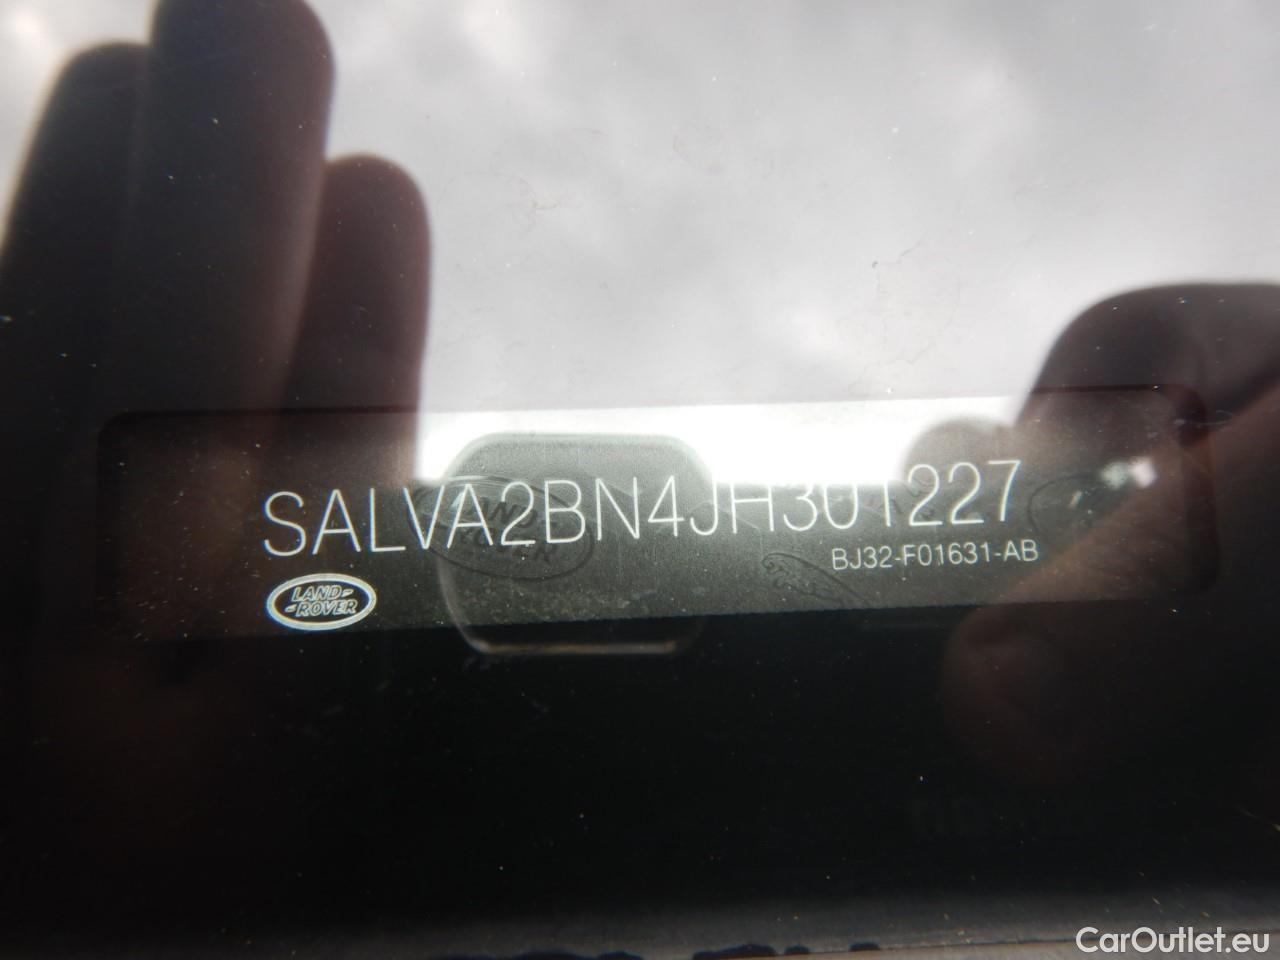 SALVA2BN4JH301227
BJ32-F01631-AB
LAND-
-ROVER
CarOutlet.eu